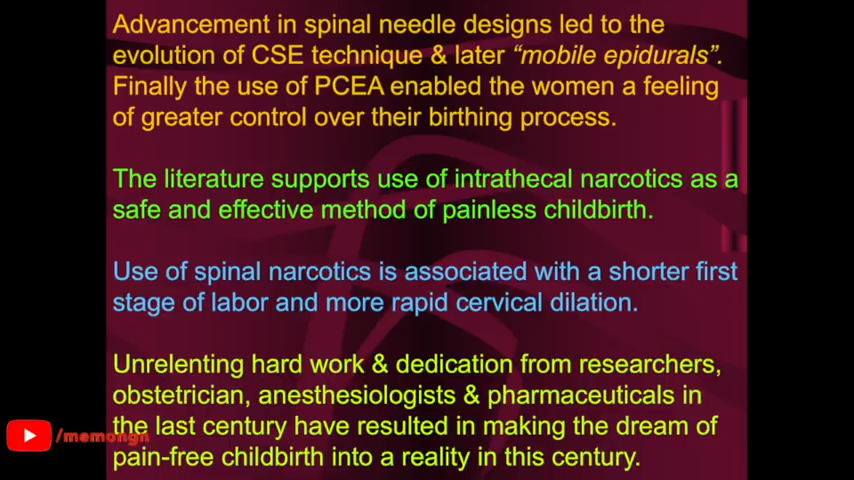 Advancement in spinal needle designs led to the
evolution of CSE technique & later “mobile epidurals”.
Finally the use of PCEA enabled the women a feeling
of greater control over their birthing process.
The literature supports use of intrathecal narcotics as a
safe and effective method of painless childbirth.
Use of spinal narcotics is associated with a shorter first
stage of labor and more rapid cervical dilation.
Unrelenting hard work & dedication from researchers,
obstetrician, anesthesiologists & pharmaceuticals in
the last century have resulted in making the dream of
pain-free childbirth into a reality in this century.
/memongn